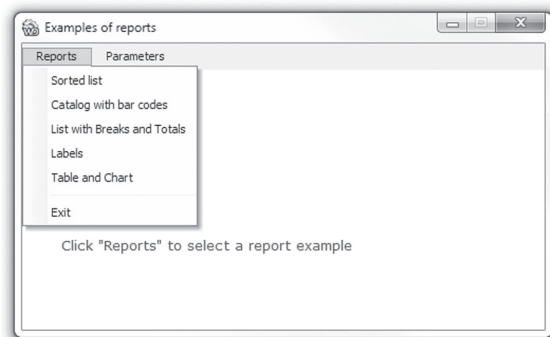 Examples of reports
Reports Parameters
Sorted list
Catalog with bar codes
List with Breaks and Totals
Labels
Table and Chart
Exit
Click "Reports" to select a report example